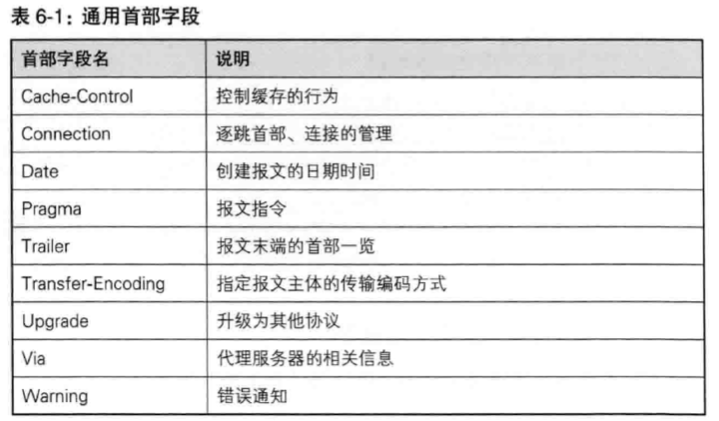 表 6-1：通用首部字段
首部字段名 说明
Cache-Control 控制缓存的行为
Connection 逐跳首部、连接的管理
Date 创建报文的日期时间
Pragma 报文指令
Trailer 报文末端的首部一览
Transfer-Encoding 指定报文主体的传输编码方式
Upgrade 升级为其他协议
Via 代理服务器的相关信息
Warning 错误通知